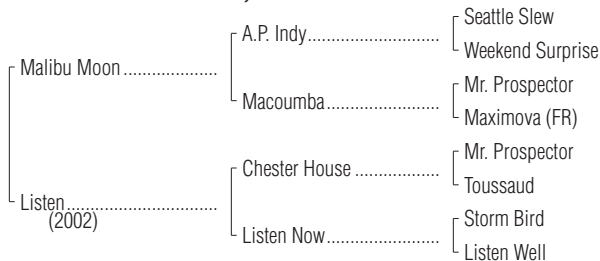 Seattle Slew
A.P. Indy
Weekend Surprise
Malibu Moon
Mr. Prospector
Macoumba
Maximova (FR)
Mr. Prospector
Chester House
Toussaud
Listen
(2002)
Storm Bird
Listen Now
Listen Well